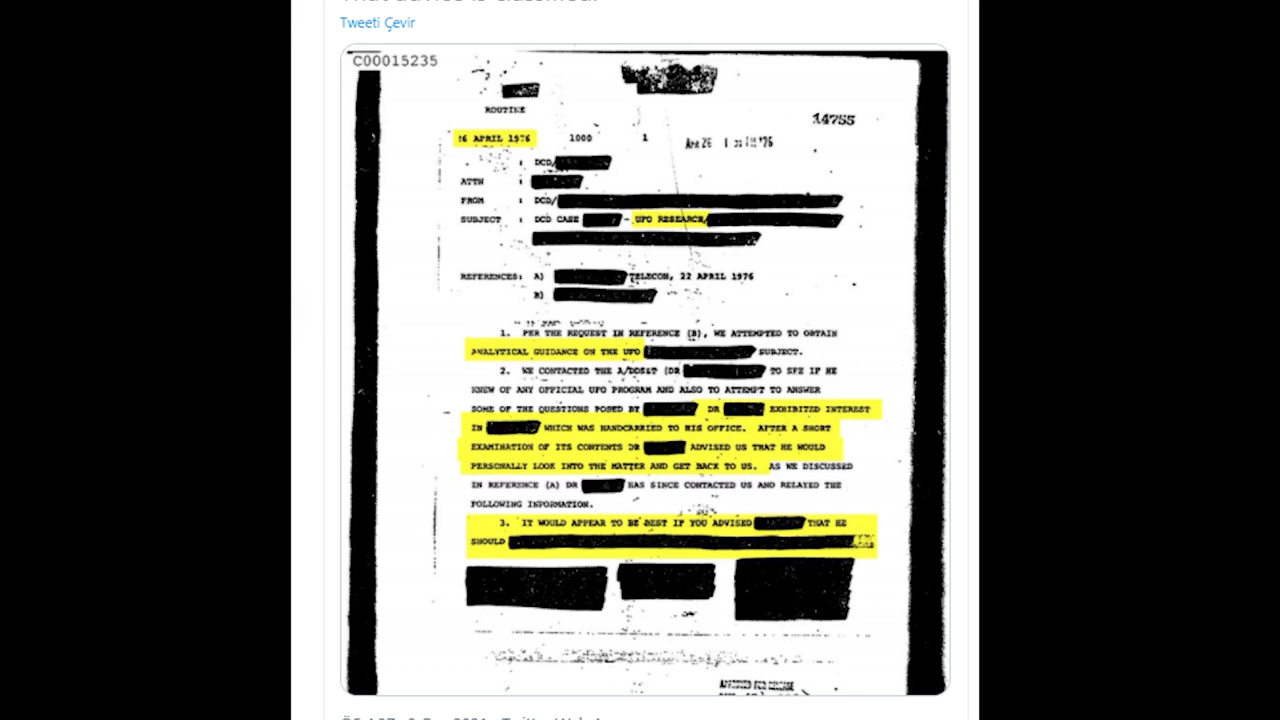 Tweeti Çevir
C00015235
ROUTINE
14755
26 APRIL 1976 1000 1 APR 26 '76
: DCD/
ATTN :
FROM : DCD/
SUBJECT : DCD CASE - UFO RESEARCH/
REFERENCES: A) TELECON, 22 APRIL 1976
B)
1. PER THE REQUEST IN REFERENCE (B), WE ATTEMPTED TO OBTAIN
ANALYTICAL GUIDANCE ON THE UFO SUBJECT.
2. WE CONTACTED THE A/DDS&T (DR TO SEE IF HE
KNEW OF ANY OFFICIAL UFO PROGRAM AND ALSO TO ATTEMPT TO ANSWER
SOME OF THE QUESTIONS POSED BY DR EXHIBITED INTEREST
IN WHICH WAS HANDCARRIED TO HIS OFFICE. AFTER A SHORT
EXAMINATION OF ITS CONTENTS DR ADVISED US THAT HE WOULD
PERSONALLY LOOK INTO THE MATTER AND GET BACK TO US. AS WE DISCUSSED
IN REFERENCE (A) DR HAS SINCE CONTACTED US AND RELAYED THE
FOLLOWING INFORMATION.
3. IT WOULD APPEAR TO BE BEST IF YOU ADVISED THAT HE
SHOULD
APPROVED FOR RELEASE